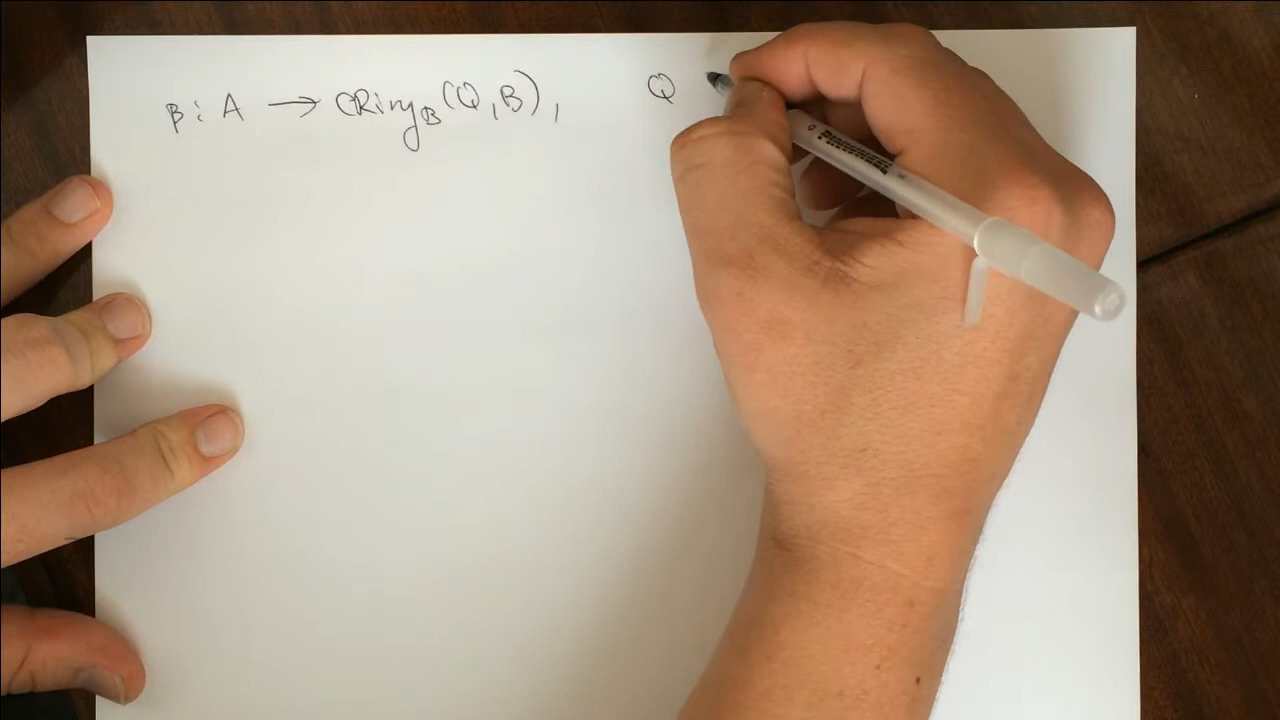 β : A → CRing_B(Q,B), Q